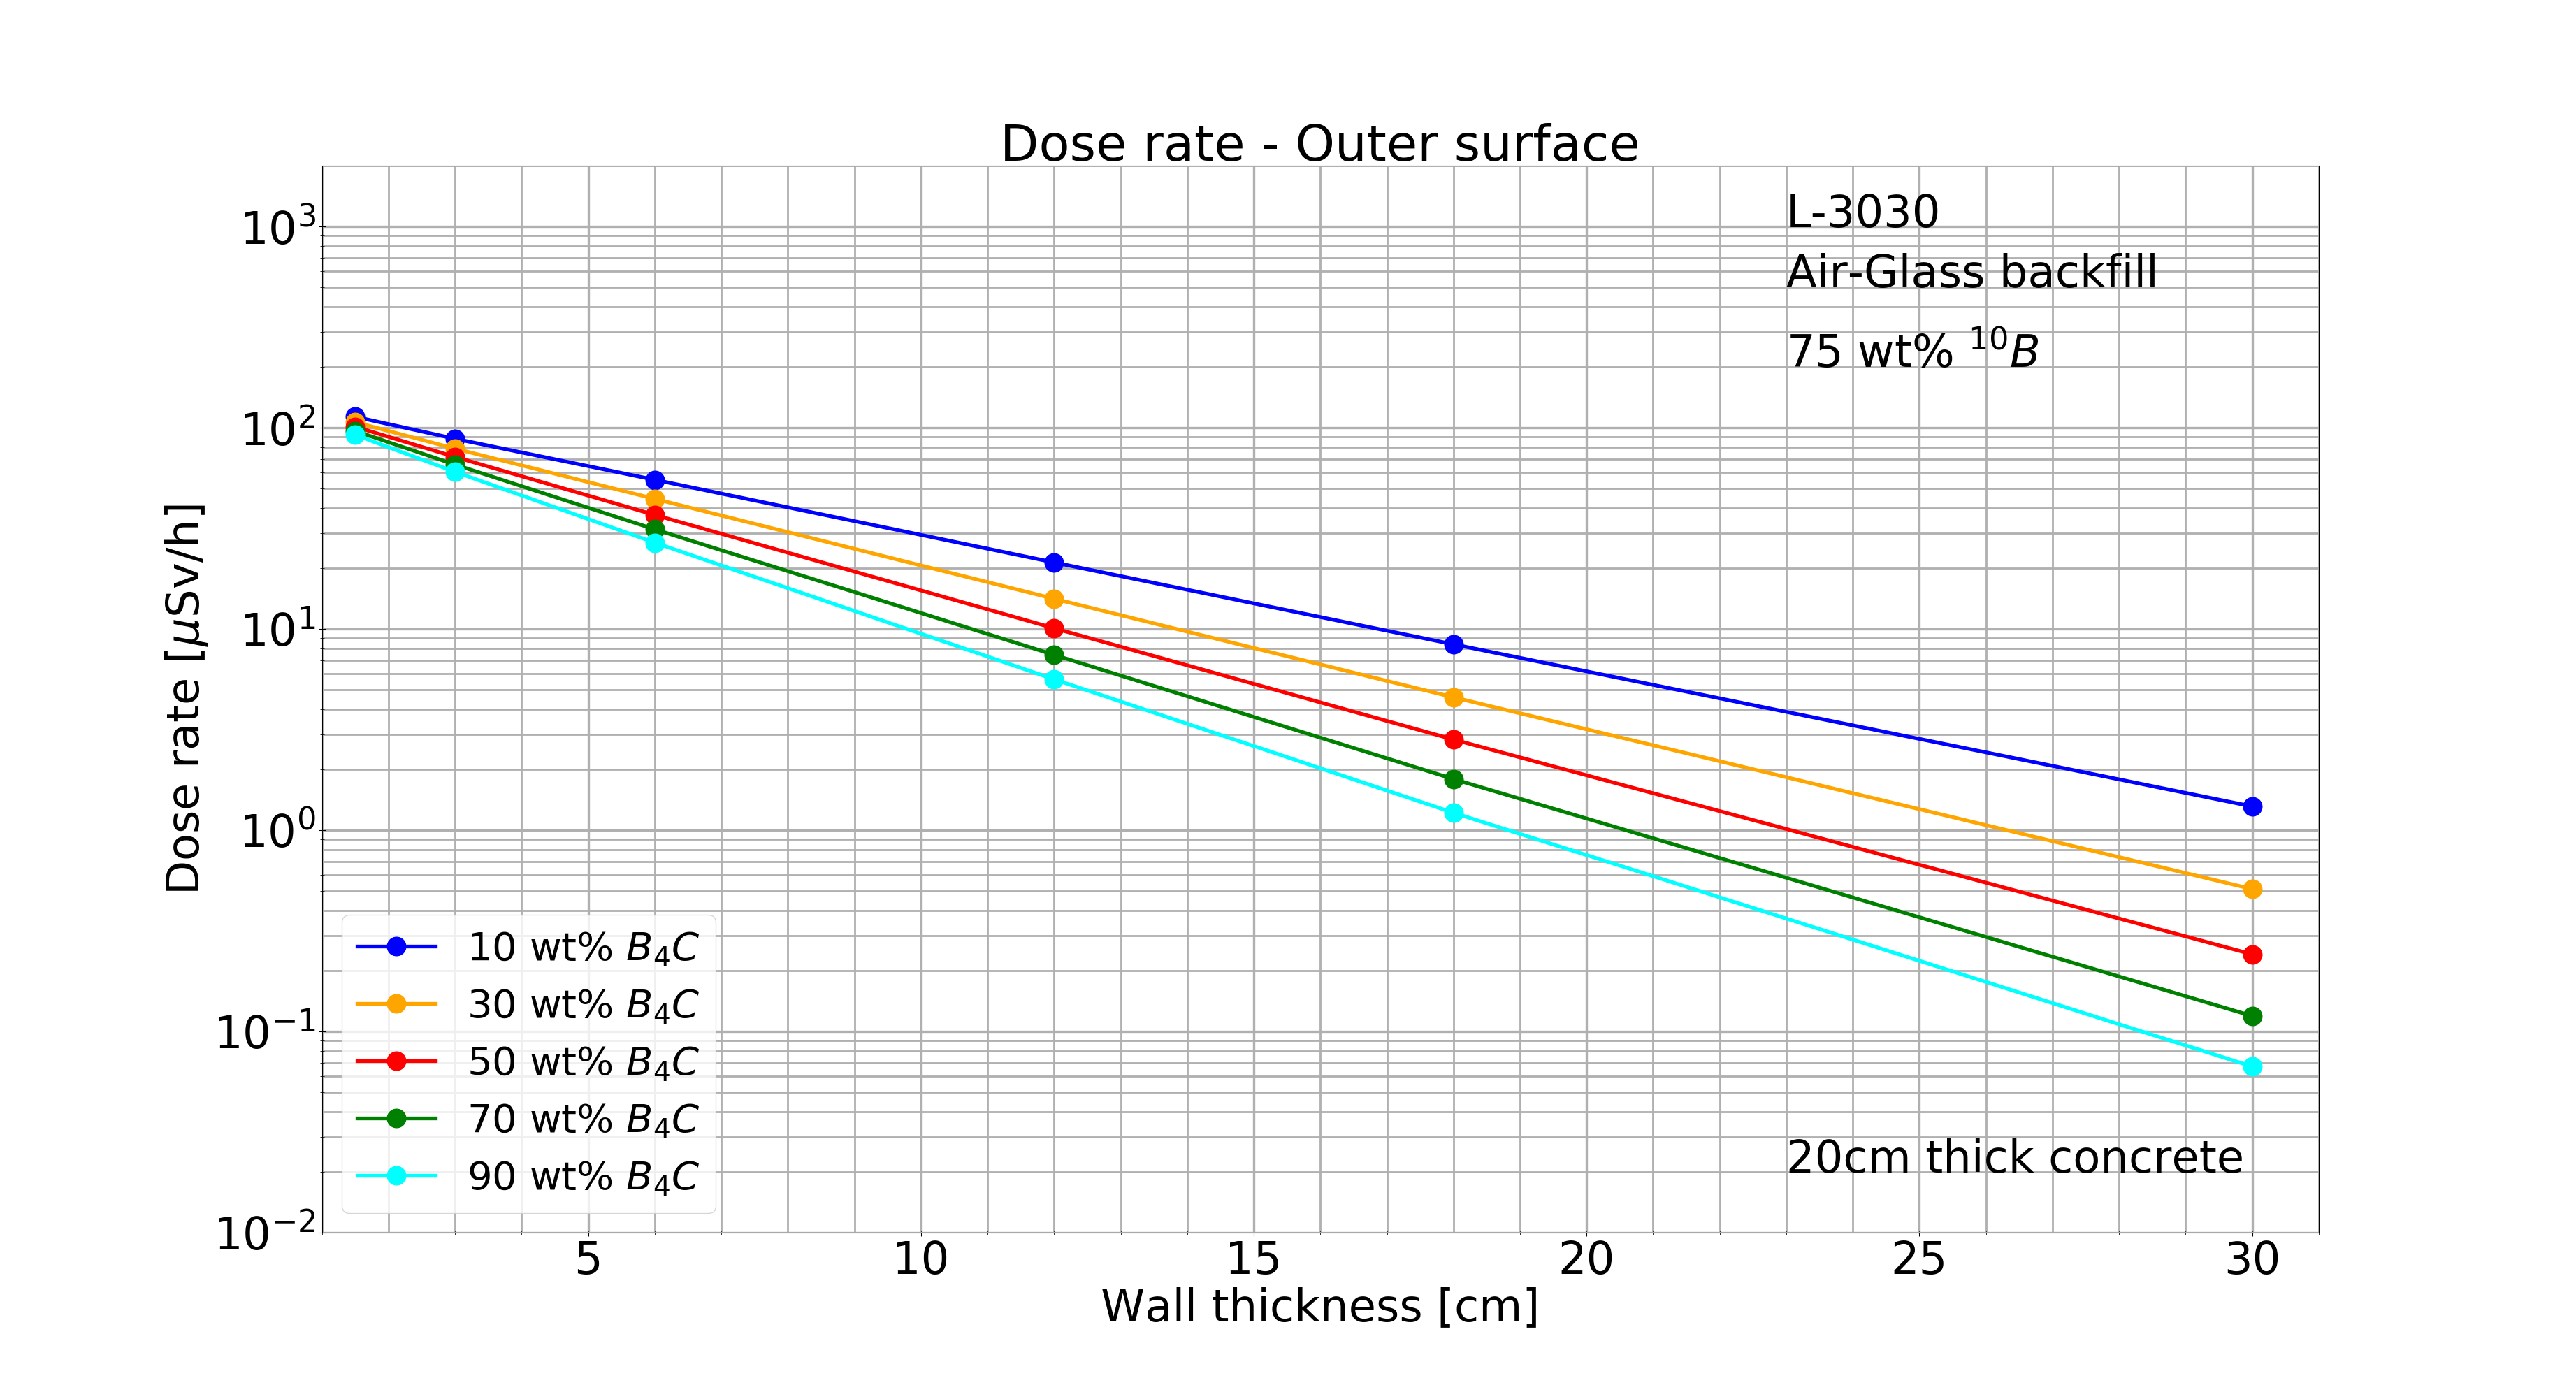 Dose rate - Outer surface
L-3030
Air-Glass backfill
75 wt% ¹⁰B
20cm thick concrete
Dose rate [μSv/h]
10³
10²
10¹
10⁰
10⁻¹
10⁻²
10 wt% B₄C
30 wt% B₄C
50 wt% B₄C
70 wt% B₄C
90 wt% B₄C
5 10 15 20 25 30
Wall thickness [cm]